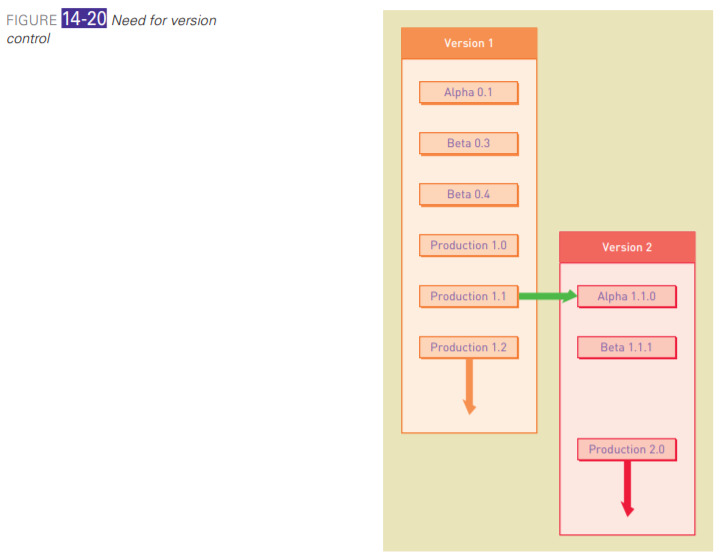 FIGURE 14-20 Need for version
control
Version 1
Alpha 0.1
Beta 0.3
Beta 0.4
Production 1.0
Production 1.1
Production 1.2
Version 2
Alpha 1.1.0
Beta 1.1.1
Production 2.0